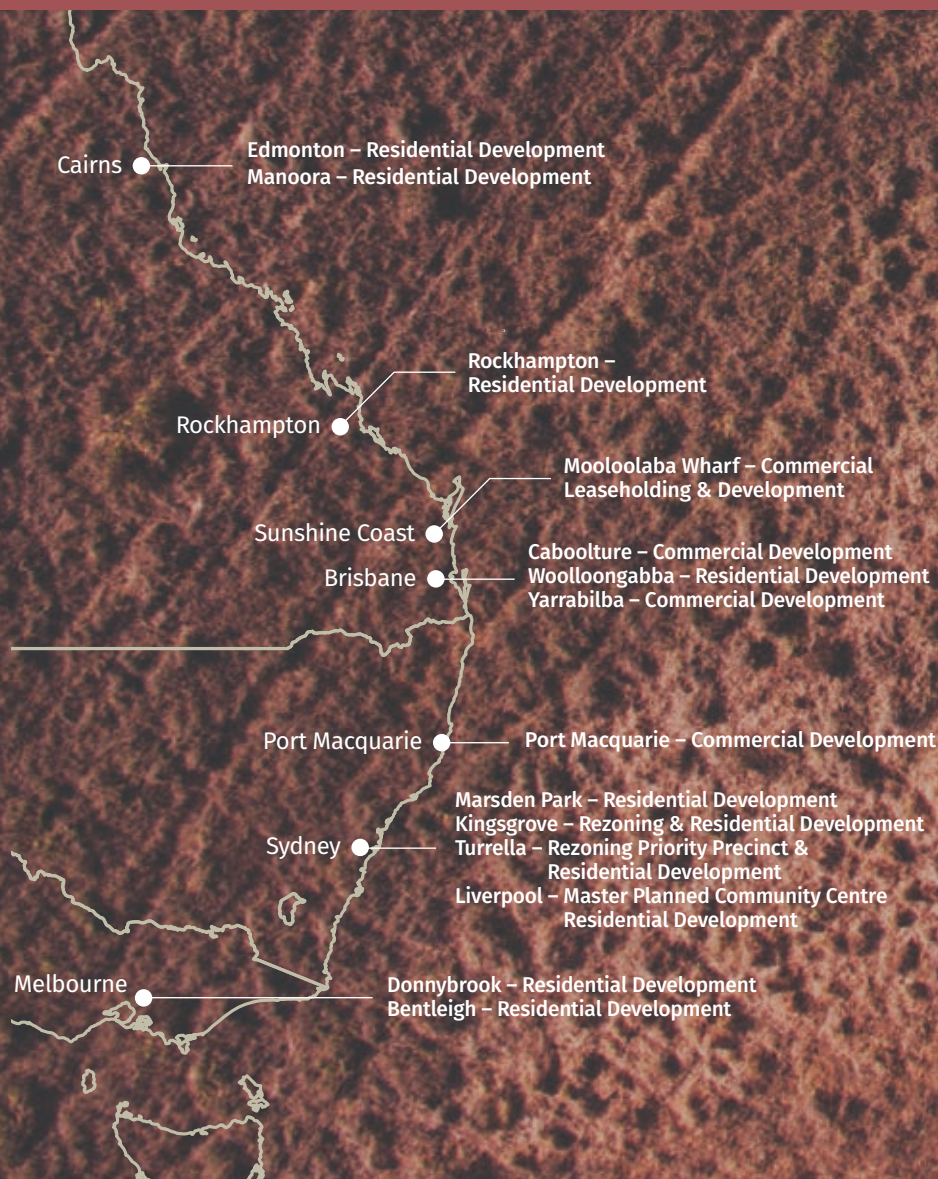 Cairns
Edmonton – Residential Development
Manoora – Residential Development
Rockhampton –
Residential Development
Rockhampton
Mooloolaba Wharf – Commercial
Leaseholding & Development
Sunshine Coast
Caboolture – Commercial Development
Brisbane
Woolloongabba – Residential Development
Yarrabilba – Commercial Development
Port Macquarie
Port Macquarie – Commercial Development
Marsden Park – Residential Development
Kingsgrove – Rezoning & Residential Development
Sydney
Turrella – Rezoning Priority Precinct &
Residential Development
Liverpool – Master Planned Community Centre
Residential Development
Melbourne
Donnybrook – Residential Development
Bentleigh – Residential Development